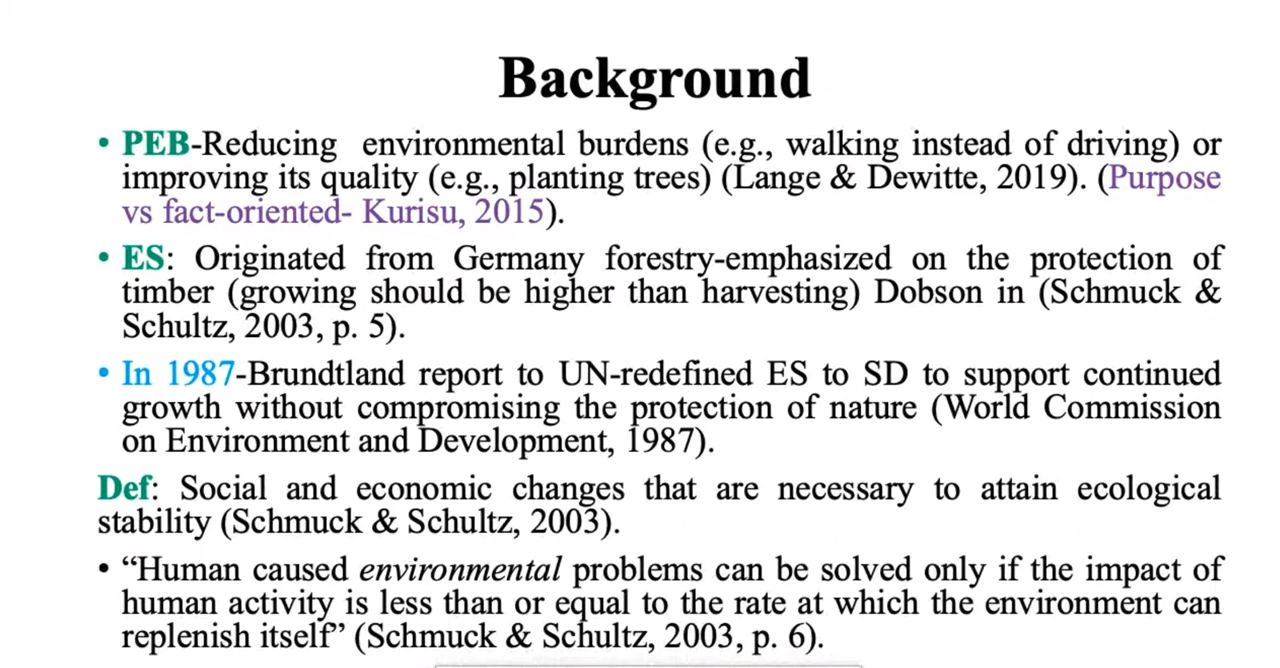 Background
• PEB-Reducing environmental burdens (e.g., walking instead of driving) or
improving its quality (e.g., planting trees) (Lange & Dewitte, 2019). (Purpose
vs fact-oriented- Kurisu, 2015).
• ES: Originated from Germany forestry-emphasized on the protection of
timber (growing should be higher than harvesting) Dobson in (Schmuck &
Schultz, 2003, p. 5).
• In 1987-Brundtland report to UN-redefined ES to SD to support continued
growth without compromising the protection of nature (World Commission
on Environment and Development, 1987).
Def: Social and economic changes that are necessary to attain ecological
stability (Schmuck & Schultz, 2003).
• “Human caused environmental problems can be solved only if the impact of
human activity is less than or equal to the rate at which the environment can
replenish itself” (Schmuck & Schultz, 2003, p. 6).